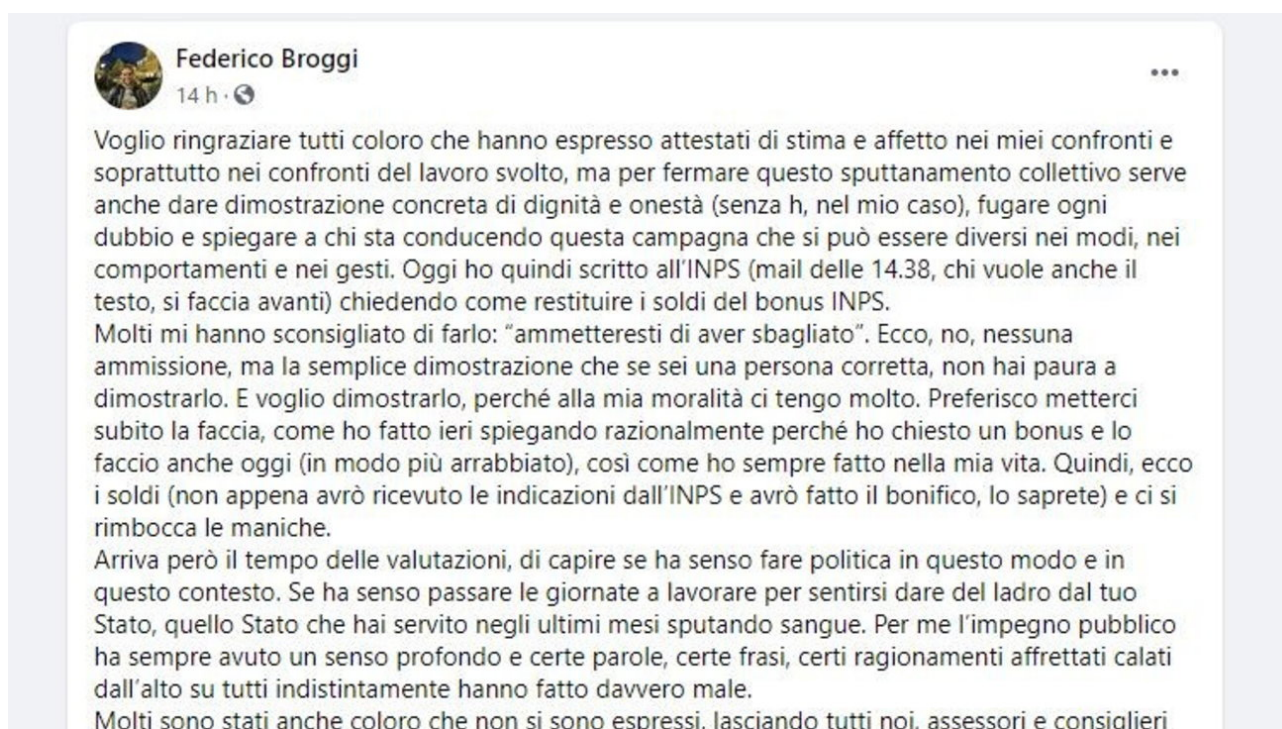 Federico Broggi
14 h ·
Voglio ringraziare tutti coloro che hanno espresso attestati di stima e affetto nei miei confronti e
soprattutto nei confronti del lavoro svolto, ma per fermare questo sputtanamento collettivo serve
anche dare dimostrazione concreta di dignità e onestà (senza h, nel mio caso), fugare ogni
dubbio e spiegare a chi sta conducendo questa campagna che si può essere diversi nei modi, nei
comportamenti e nei gesti. Oggi ho quindi scritto all'INPS (mail delle 14.38, chi vuole anche il
testo, si faccia avanti) chiedendo come restituire i soldi del bonus INPS.
Molti mi hanno sconsigliato di farlo: “ammetteresti di aver sbagliato”. Ecco, no, nessuna
ammissione, ma la semplice dimostrazione che se sei una persona corretta, non hai paura a
dimostrarlo. E voglio dimostrarlo, perché alla mia moralità ci tengo molto. Preferisco metterci
subito la faccia, come ho fatto ieri spiegando razionalmente perché ho chiesto un bonus e lo
faccio anche oggi (in modo più arrabbiato), così come ho sempre fatto nella mia vita. Quindi, ecco
i soldi (non appena avrò ricevuto le indicazioni dall'INPS e avrò fatto il bonifico, lo saprete) e ci si
rimbocca le maniche.
Arriva però il tempo delle valutazioni, di capire se ha senso fare politica in questo modo e in
questo contesto. Se ha senso passare le giornate a lavorare per sentirsi dare del ladro dal tuo
Stato, quello Stato che hai servito negli ultimi mesi sputando sangue. Per me l'impegno pubblico
ha sempre avuto un senso profondo e certe parole, certe frasi, certi ragionamenti affrettati calati
dall'alto su tutti indistintamente hanno fatto davvero male.
Molti sono stati anche coloro che non si sono espressi, lasciando tutti noi, assessori e consiglieri